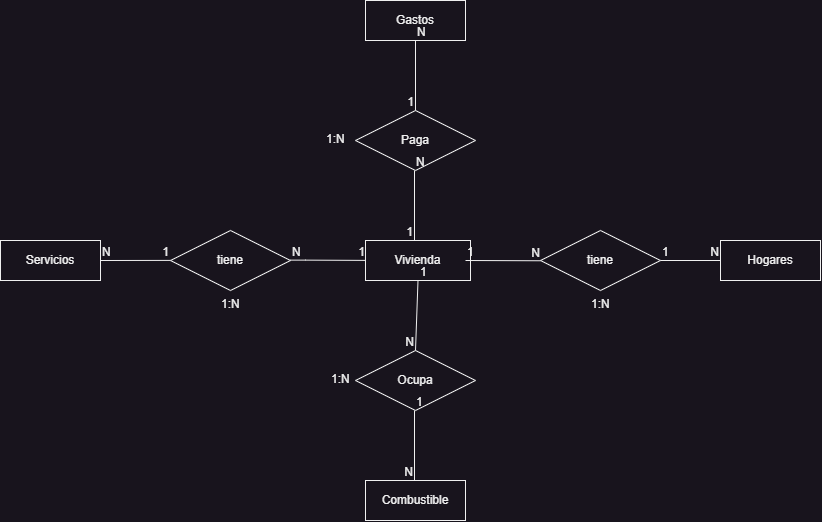 Gastos
N
1
1:N
Paga
N
1
Servicios
N
1
tiene
N
1
Vivienda
1
1
N
tiene
1
N
Hogares
1:N
1:N
N
1:N
Ocupa
1
N
Combustible